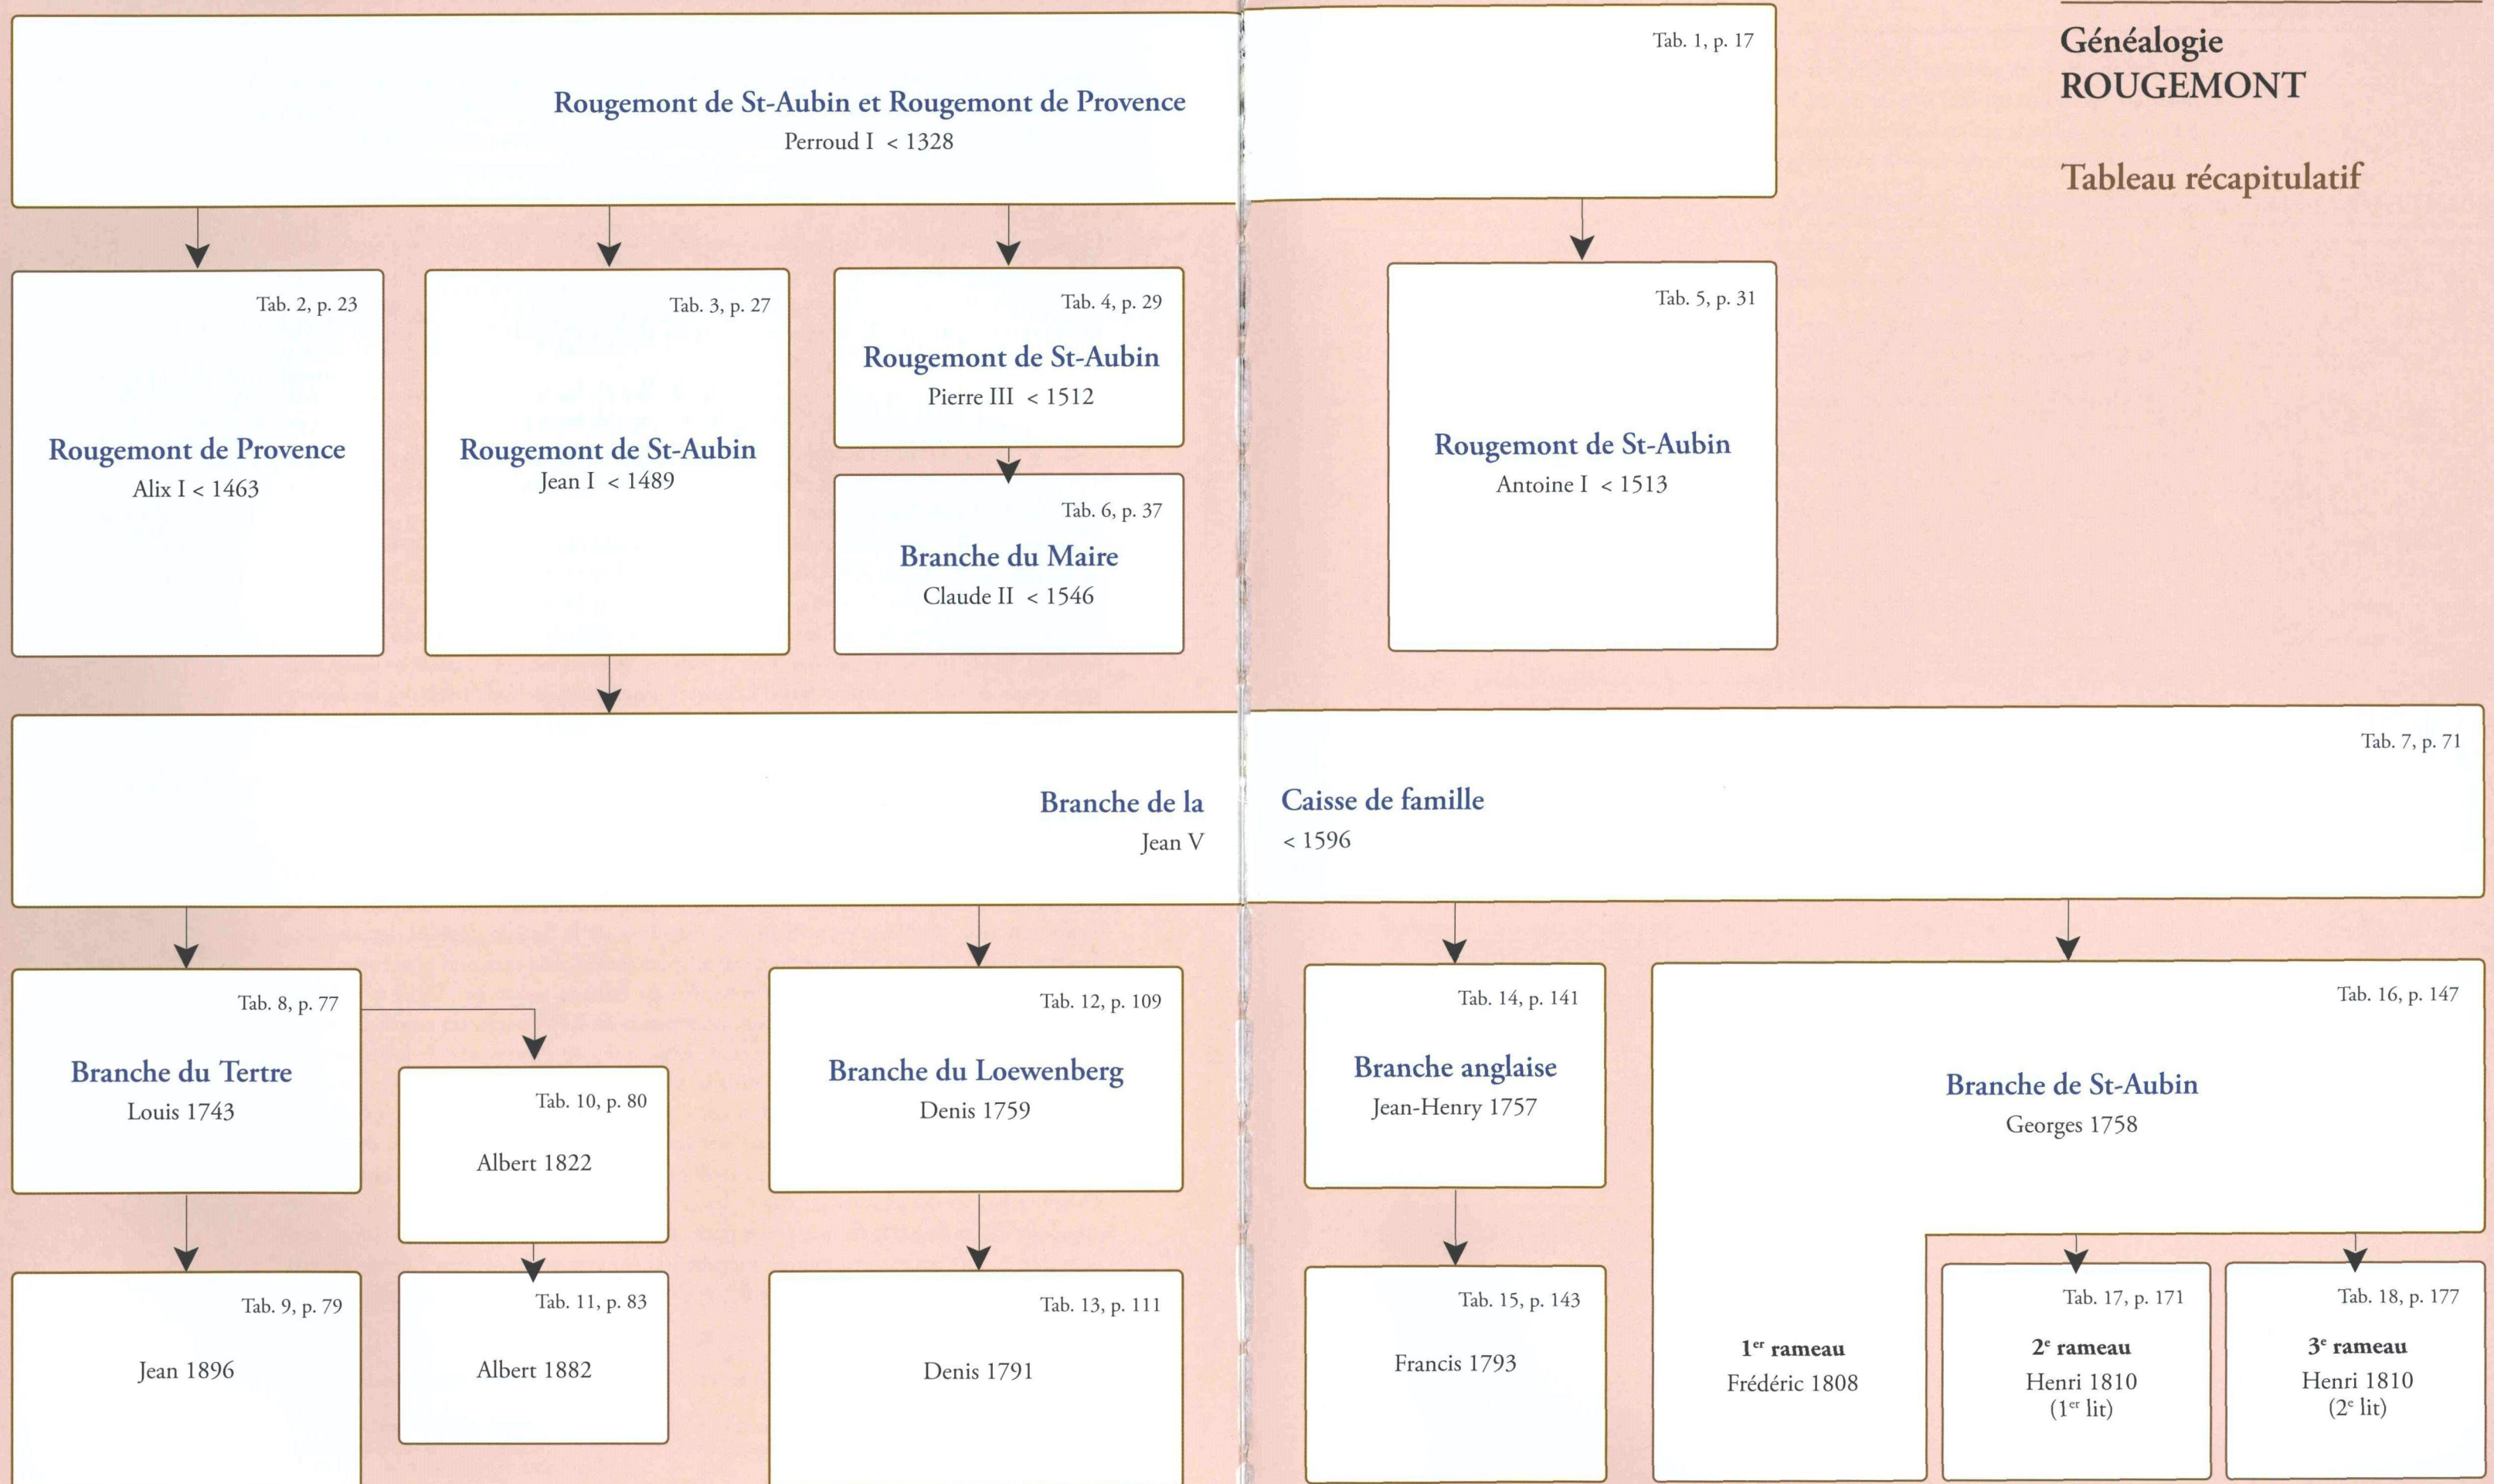 Généalogie
ROUGEMONT
Tableau récapitulatif
Tab. 1, p. 17
Rougemont de St-Aubin et Rougemont de Provence
Perroud I < 1328
Tab. 2, p. 23
Rougemont de Provence
Alix I < 1463
Tab. 3, p. 27
Rougemont de St-Aubin
Jean I < 1489
Tab. 4, p. 29
Rougemont de St-Aubin
Pierre III < 1512
Tab. 6, p. 37
Branche du Maire
Claude II < 1546
Tab. 5, p. 31
Rougemont de St-Aubin
Antoine I < 1513
Tab. 7, p. 71
Branche de la Caisse de famille
Jean V < 1596
Tab. 8, p. 77
Branche du Tertre
Louis 1743
Tab. 10, p. 80
Albert 1822
Tab. 9, p. 79
Jean 1896
Tab. 11, p. 83
Albert 1882
Tab. 12, p. 109
Branche du Loewenberg
Denis 1759
Tab. 13, p. 111
Denis 1791
Tab. 14, p. 141
Branche anglaise
Jean-Henry 1757
Tab. 15, p. 143
Francis 1793
Tab. 16, p. 147
Branche de St-Aubin
Georges 1758
1er rameau
Frédéric 1808
Tab. 17, p. 171
2e rameau
Henri 1810
(1er lit)
Tab. 18, p. 177
3e rameau
Henri 1810
(2e lit)